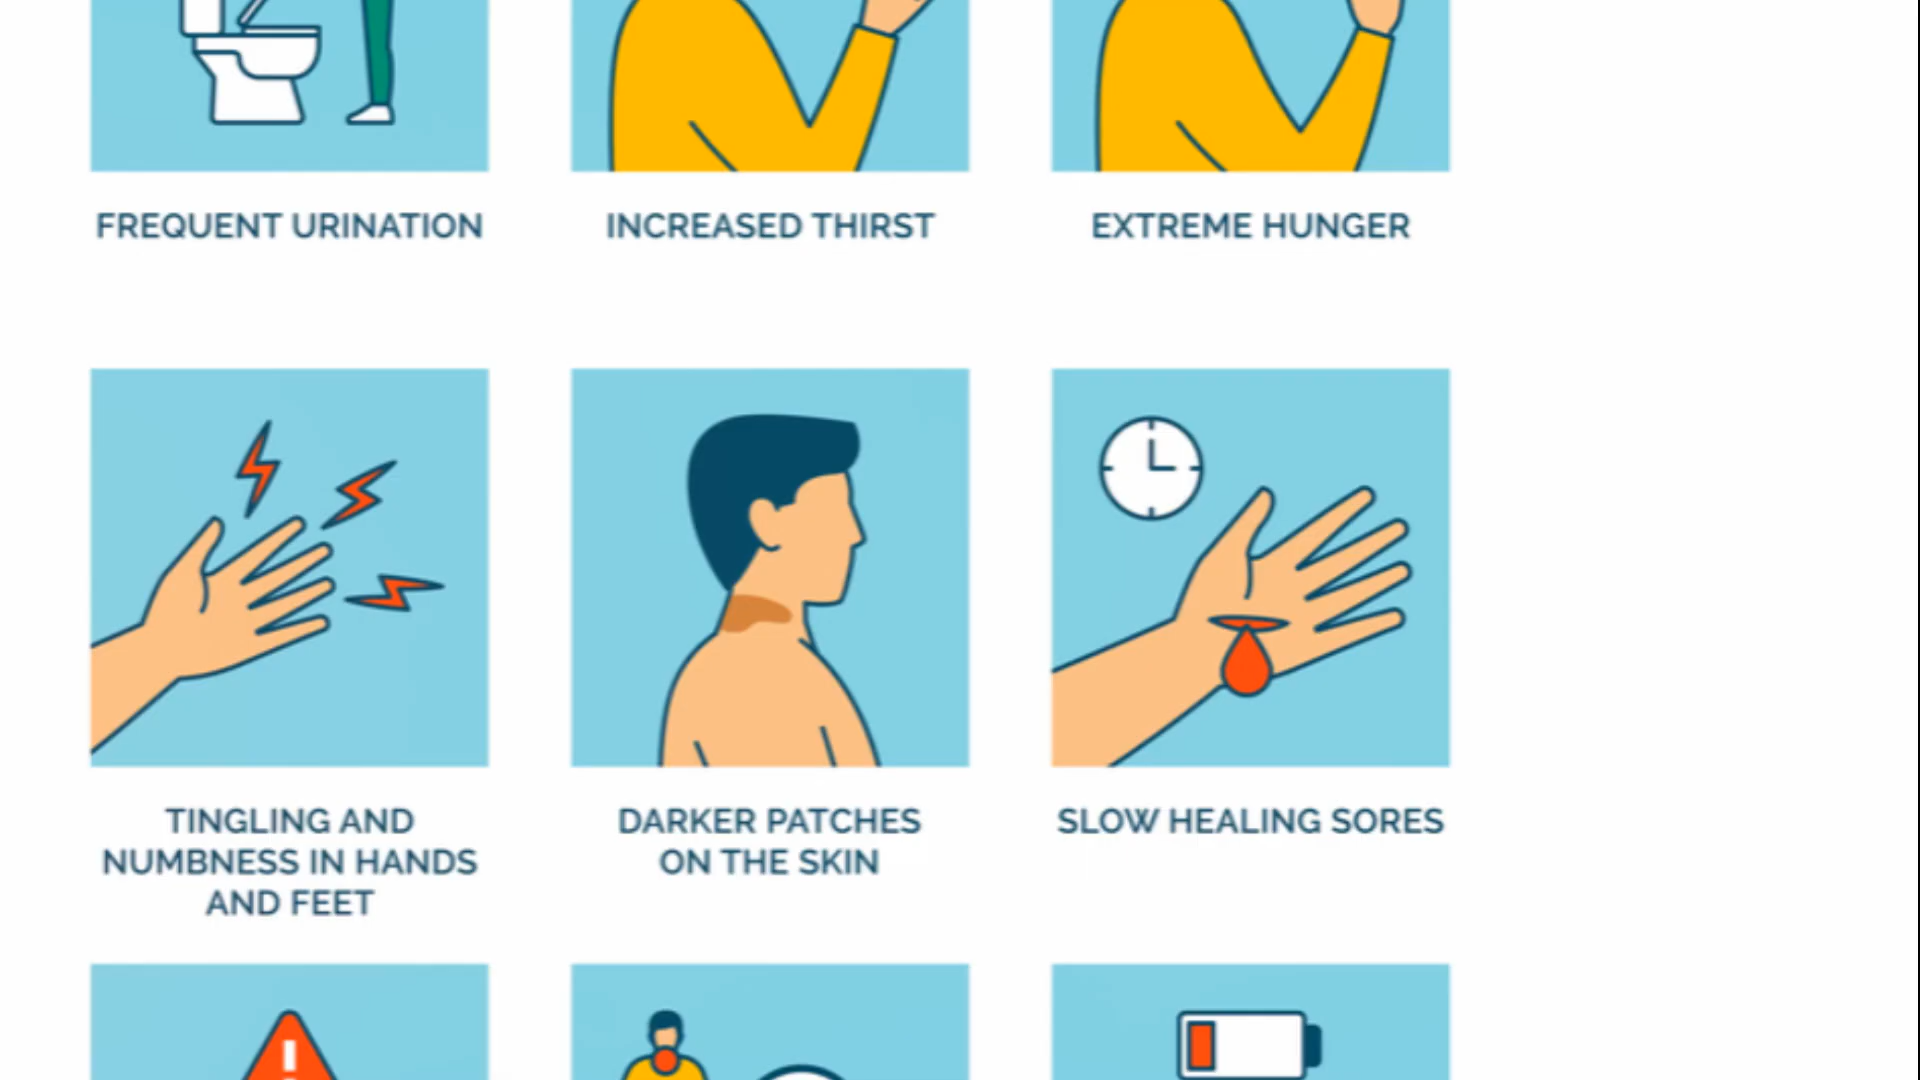 FREQUENT URINATION
INCREASED THIRST
EXTREME HUNGER
TINGLING AND
NUMBNESS IN HANDS
AND FEET
DARKER PATCHES
ON THE SKIN
SLOW HEALING SORES